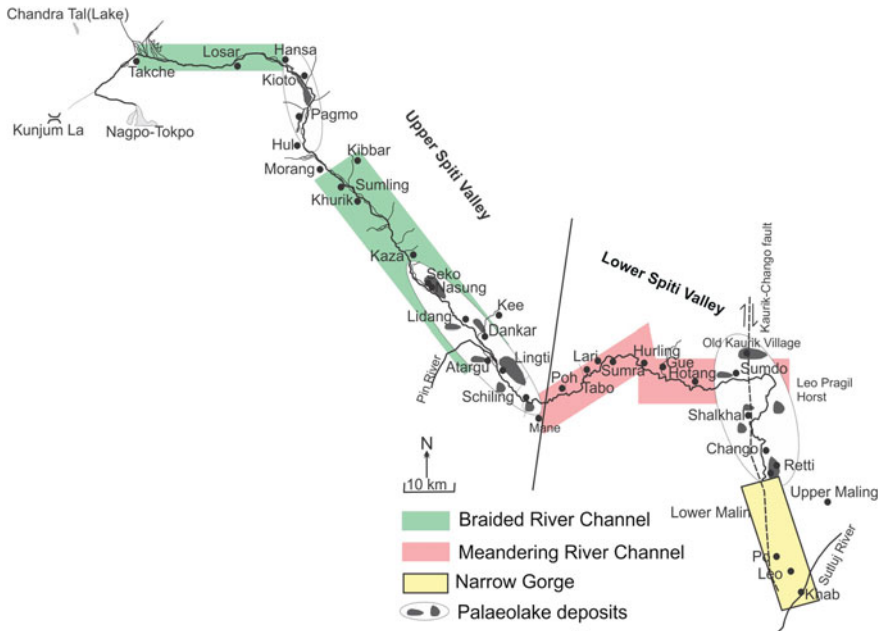 Chandra Tal(Lake)
Takche
Losar
Hansa
Kioto
Kunjum La
Nagpo-Tokpo
Pagmo
Hul
Morang
Kibbar
Sumling
Khurik
Upper Spiti Valley
Kaza
Seko
Nasung
Kee
Lidang
Dankar
Pin River
Atargu
Lingti
Schiling
Mane
Lower Spiti Valley
Kaurik-Chango fault
Poh
Lari
Tabo
Sumra
Hurling
Gue
Hotang
Old Kaurik Village
Sumdo
Leo Pragil
Horst
Shalkhal
Chango
Retti
Lower Malin
Upper Maling
Po
Leo
Khab
Sutluj River
N
10 km
Braided River Channel
Meandering River Channel
Narrow Gorge
Palaeolake deposits